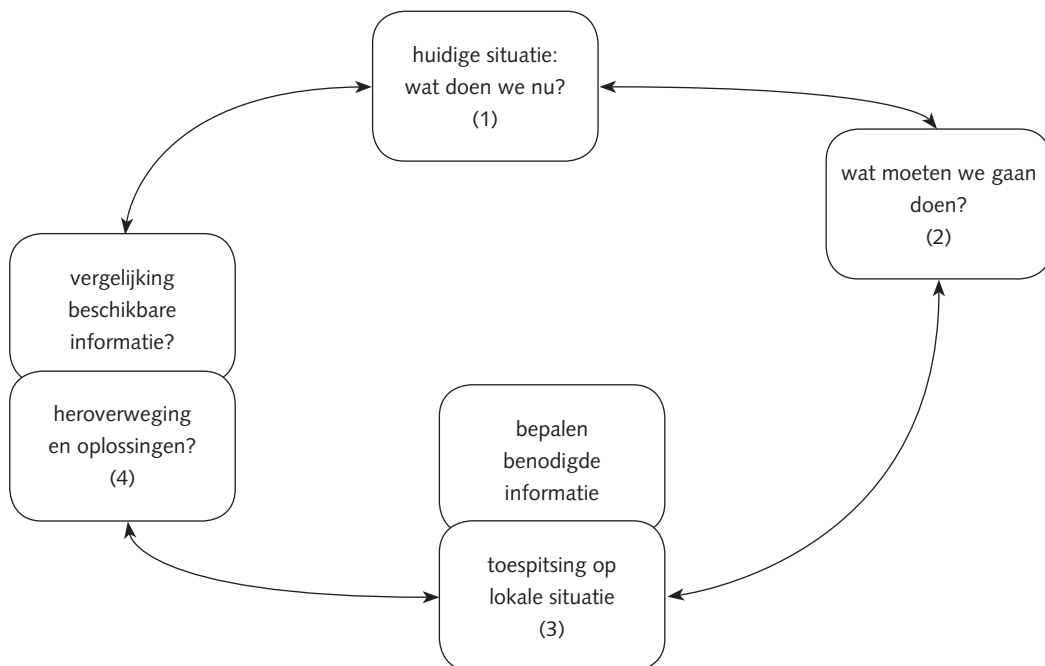 huidige situatie:
wat doen we nu?
(1)
wat moeten we gaan
doen?
(2)
vergelijking
beschikbare
informatie?
heroverweging
en oplossingen?
(4)
bepalen
benodigde
informatie
toespitsing op
lokale situatie
(3)